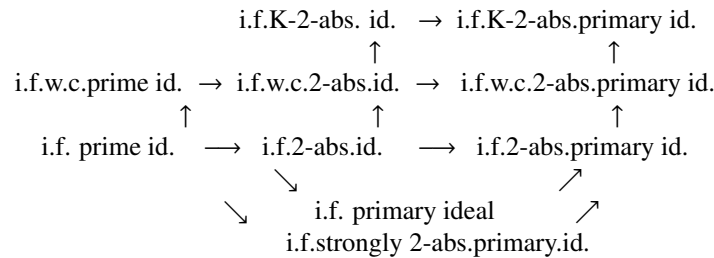 i.f.K-2-abs. id. → i.f.K-2-abs.primary id.
↑ ↑
i.f.w.c.prime id. → i.f.w.c.2-abs.id. → i.f.w.c.2-abs.primary id.
↑ ↑ ↑
i.f. prime id. ⟶ i.f.2-abs.id. ⟶ i.f.2-abs.primary id.
↘ ↗
↘ i.f. primary ideal ↗
i.f.strongly 2-abs.primary.id.